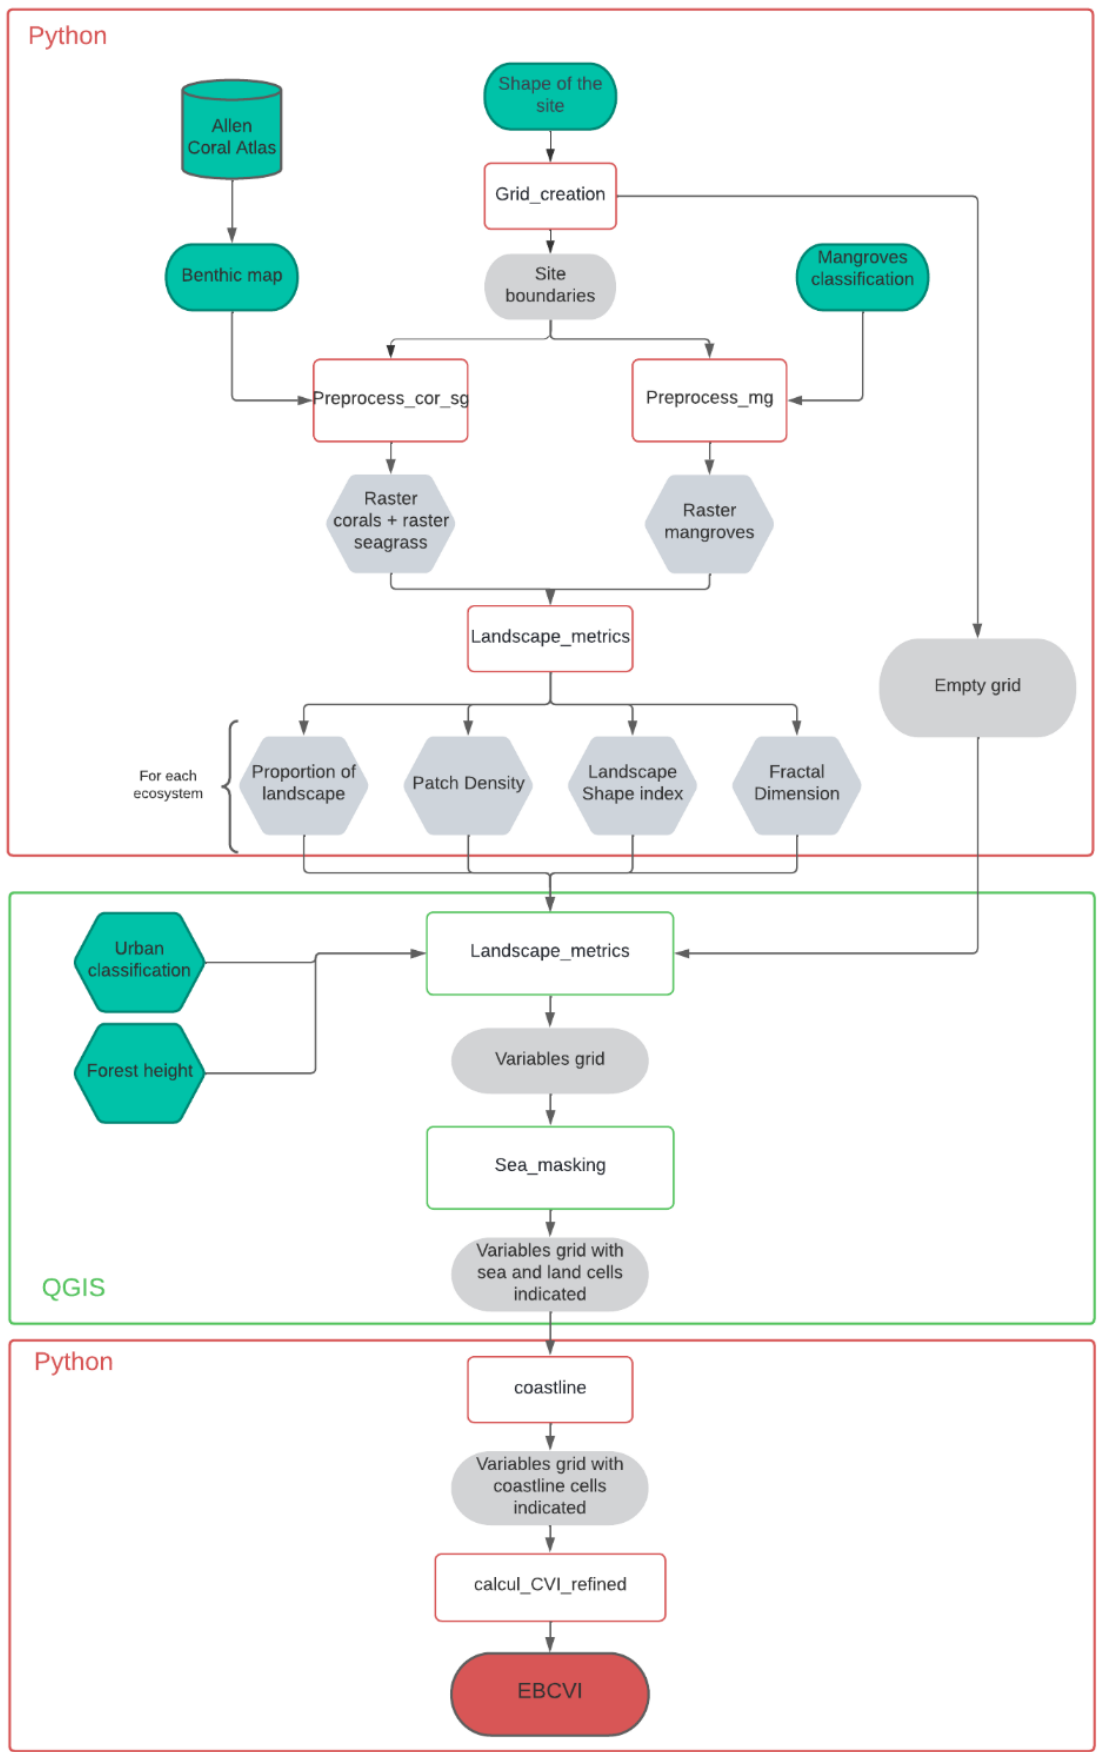 Python
Shape of the
site
Allen
Coral Atlas
Grid_creation
Benthic map
Site
boundaries
Mangroves
classification
Preprocess_cor_sg
Preprocess_mg
Raster
corals + raster
seagrass
Raster
mangroves
Landscape_metrics
Empty grid
For each
ecosystem
Proportion of
landscape
Patch Density
Landscape
Shape index
Fractal
Dimension
Urban
classification
Landscape_metrics
Forest height
Variables grid
Sea_masking
Variables grid with
sea and land cells
indicated
QGIS
Python
coastline
Variables grid with
coastline cells
indicated
calcul_CVI_refined
EBCVI